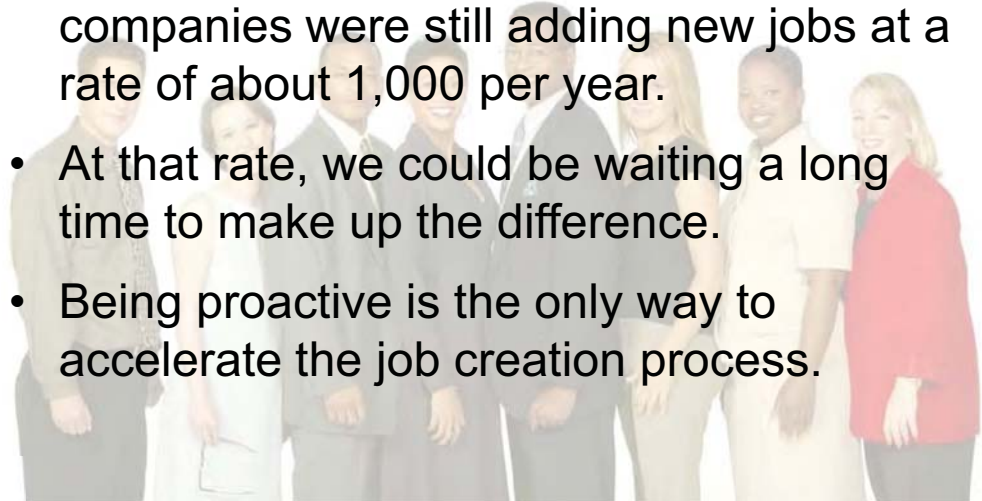 companies were still adding new jobs at a
rate of about 1,000 per year.
• At that rate, we could be waiting a long
time to make up the difference.
• Being proactive is the only way to
accelerate the job creation process.